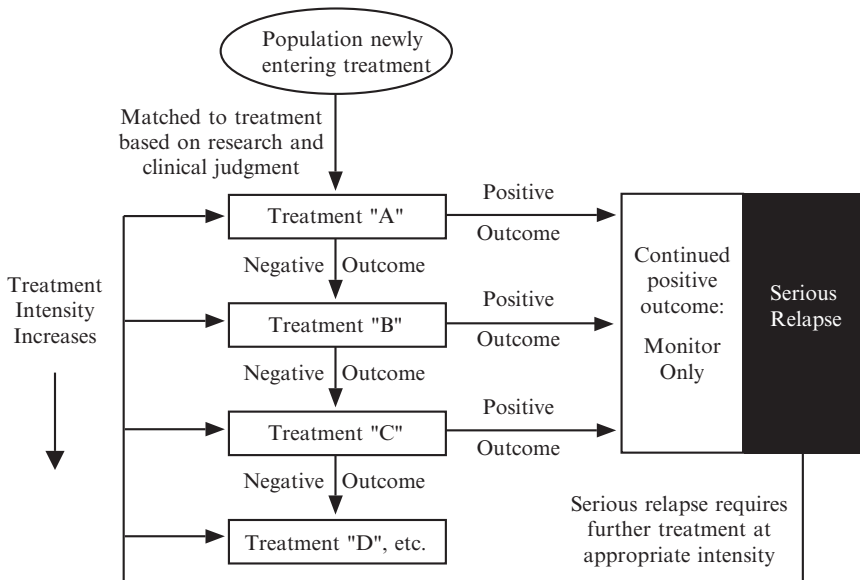 Population newly
entering treatment
Matched to treatment
based on research and
clinical judgment
Treatment "A"
Positive
Outcome
Negative Outcome
Treatment
Intensity
Increases
Treatment "B"
Positive
Outcome
Negative Outcome
Treatment "C"
Positive
Outcome
Negative Outcome
Treatment "D", etc.
Continued
positive
outcome:
Monitor
Only
Serious
Relapse
Serious relapse requires
further treatment at
appropriate intensity